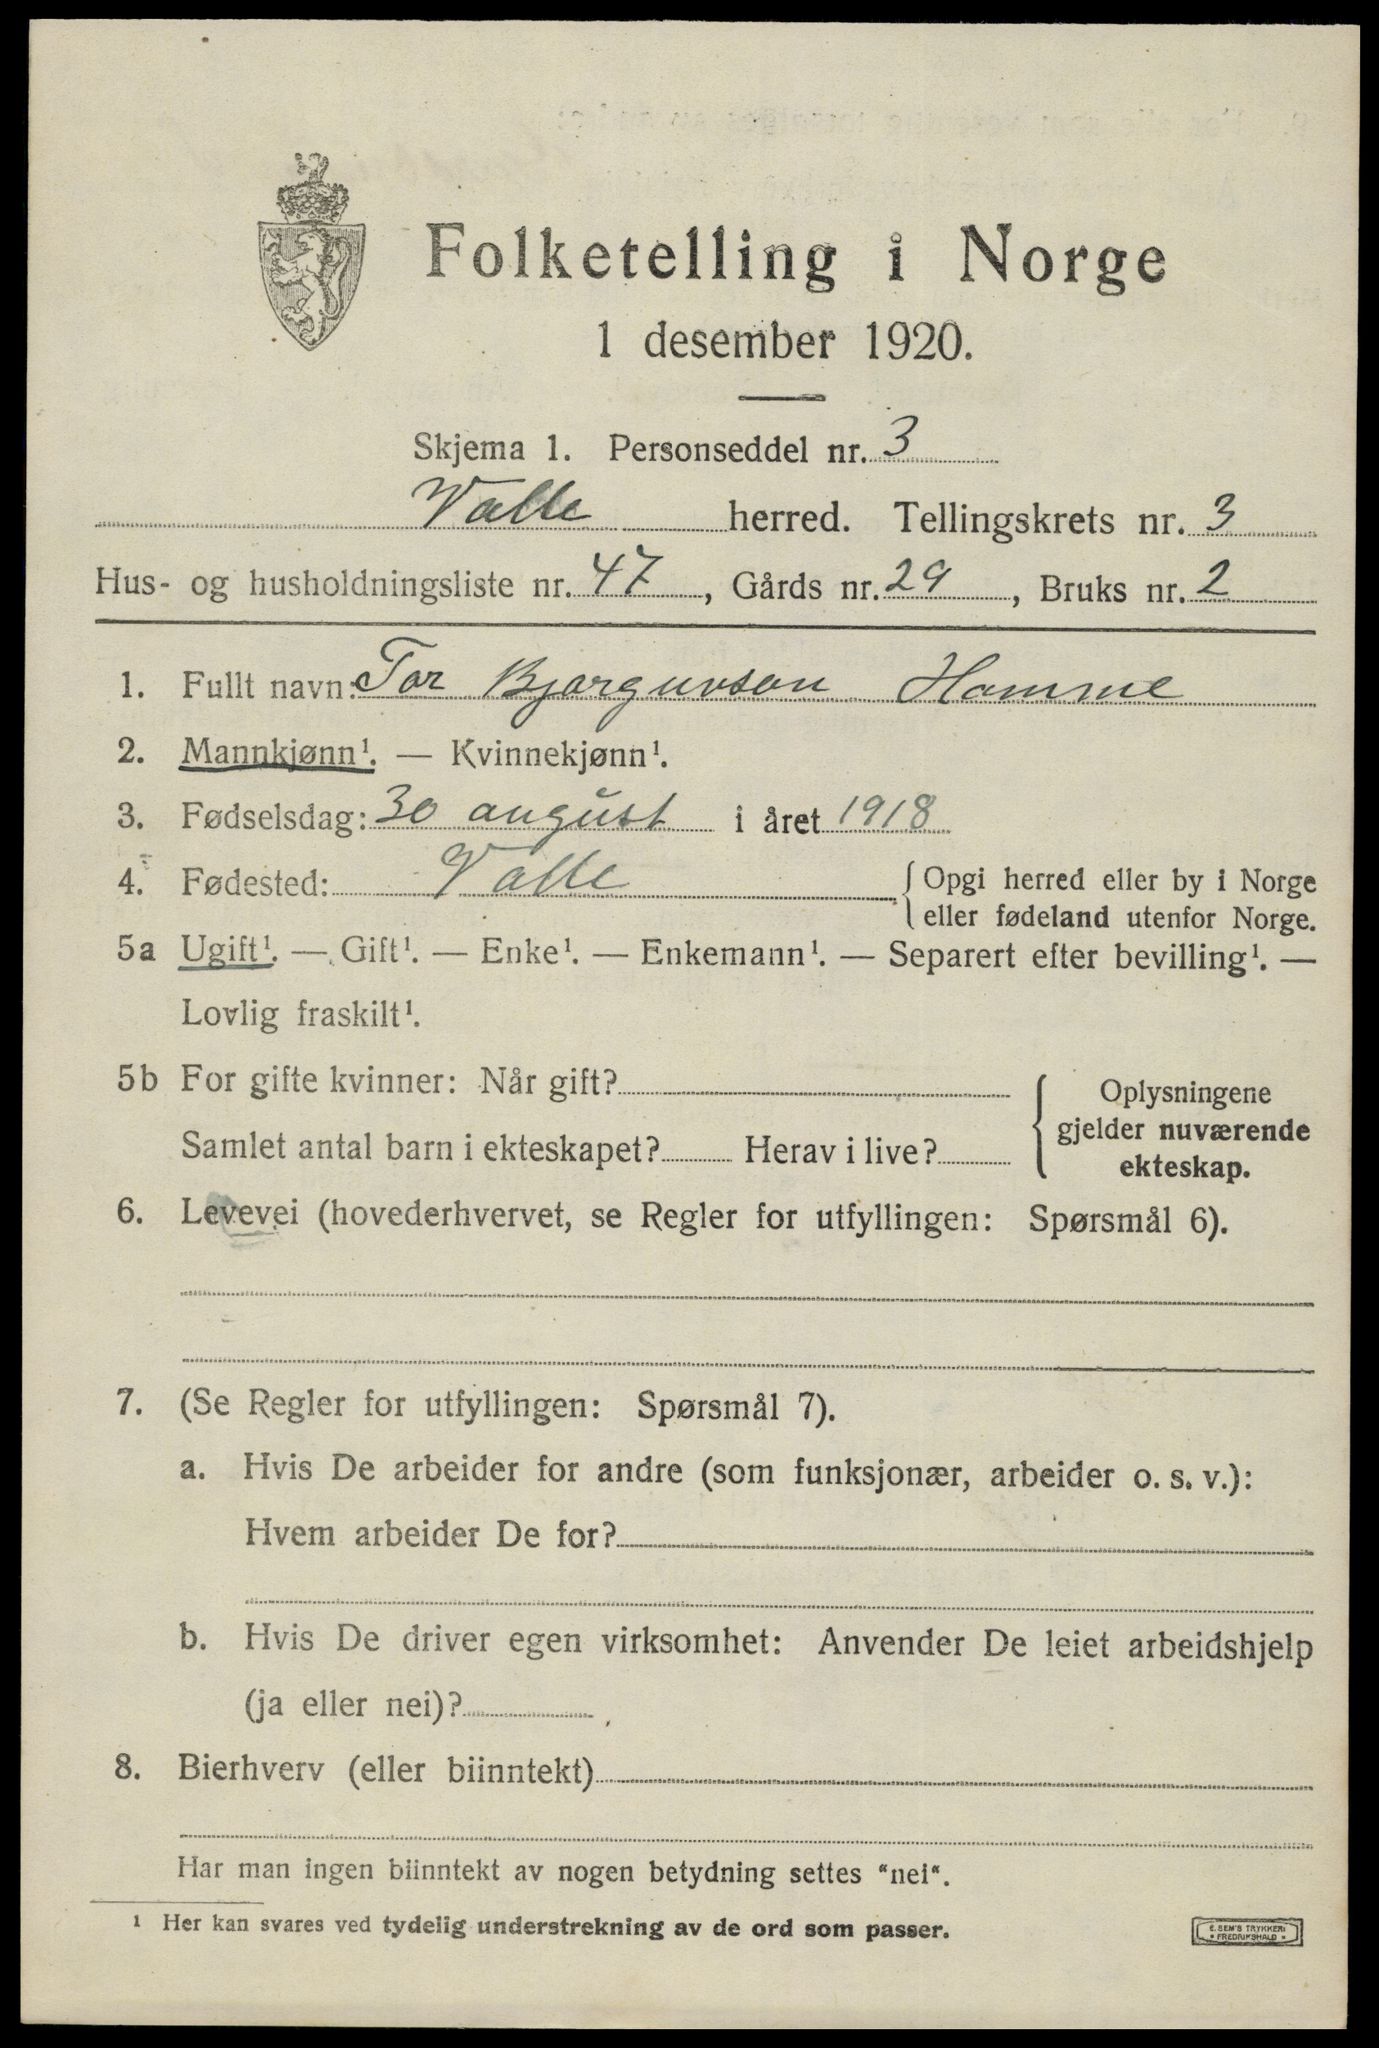 Folketelling i Norge
1 desember 1920.
Skjema 1. Personseddel nr. 3
Valle herred. Tellingskrets nr. 3
Hus- og husholdningsliste nr. 47, Gårds nr. 29, Bruks nr. 2
1. Fullt navn: Tor Bjorguvson Homme
2. Mannkjønn¹. — Kvinnekjønn¹.
3. Fødselsdag: 30 august i året 1918
4. Fødested: Valle {Opgi herred eller by i Norge
eller fødeland utenfor Norge.
5a Ugift¹. — Gift¹. — Enke¹. — Enkemann¹. — Separert efter bevilling¹. —
Lovlig fraskilt¹.
5b For gifte kvinner: Når gift?
Samlet antal barn i ekteskapet? Herav i live?
{Oplysningene
gjelder nuværende
ekteskap.
6. Levevei (hovederhvervet, se Regler for utfyllingen: Spørsmål 6).
7. (Se Regler for utfyllingen: Spørsmål 7).
a. Hvis De arbeider for andre (som funksjonær, arbeider o. s. v.):
Hvem arbeider De for?
b. Hvis De driver egen virksomhet: Anvender De leiet arbeidshjelp
(ja eller nei)?
8. Bierhverv (eller biinntekt)
Har man ingen biinntekt av nogen betydning settes "nei".
¹ Her kan svares ved tydelig understrekning av de ord som passer.
E. SEM'S TRYKKERI
• FREDRIKSHALD •